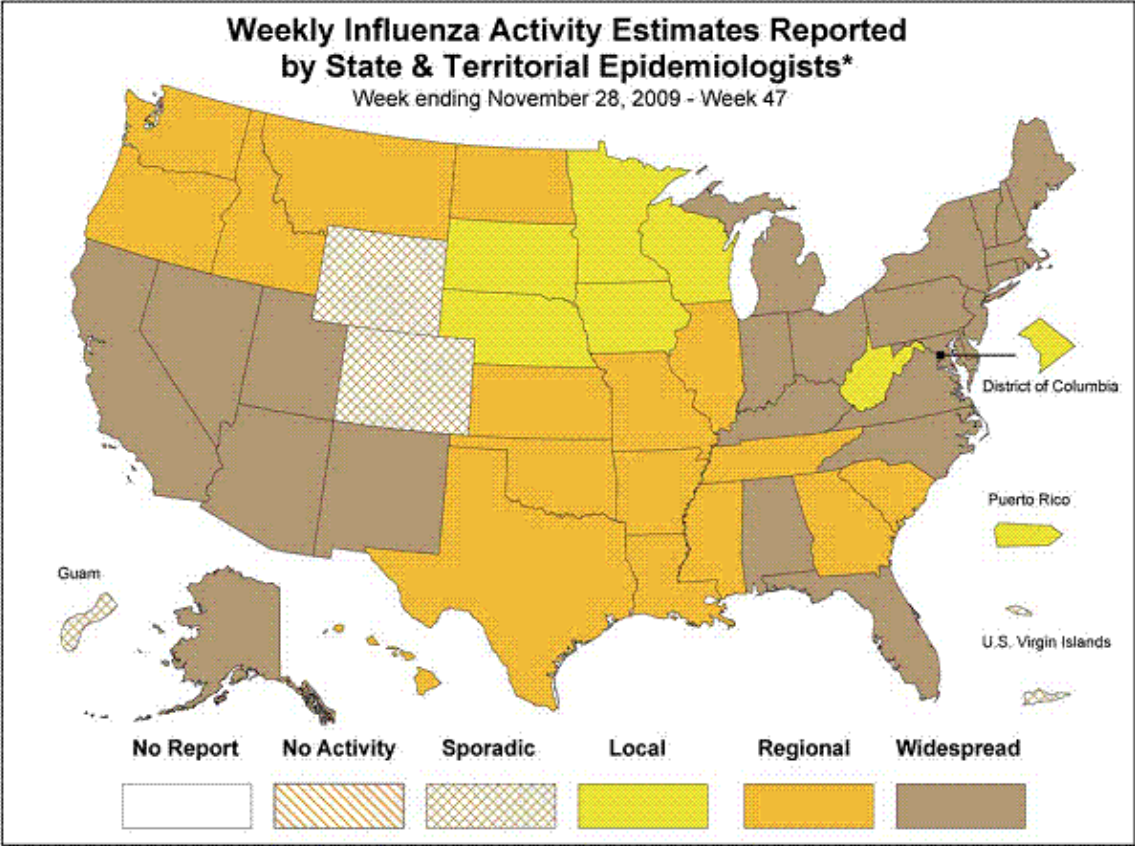 Weekly Influenza Activity Estimates Reported
by State & Territorial Epidemiologists*
Week ending November 28, 2009 - Week 47
District of Columbia
Puerto Rico
Guam
U.S. Virgin Islands
No Report No Activity Sporadic Local Regional Widespread